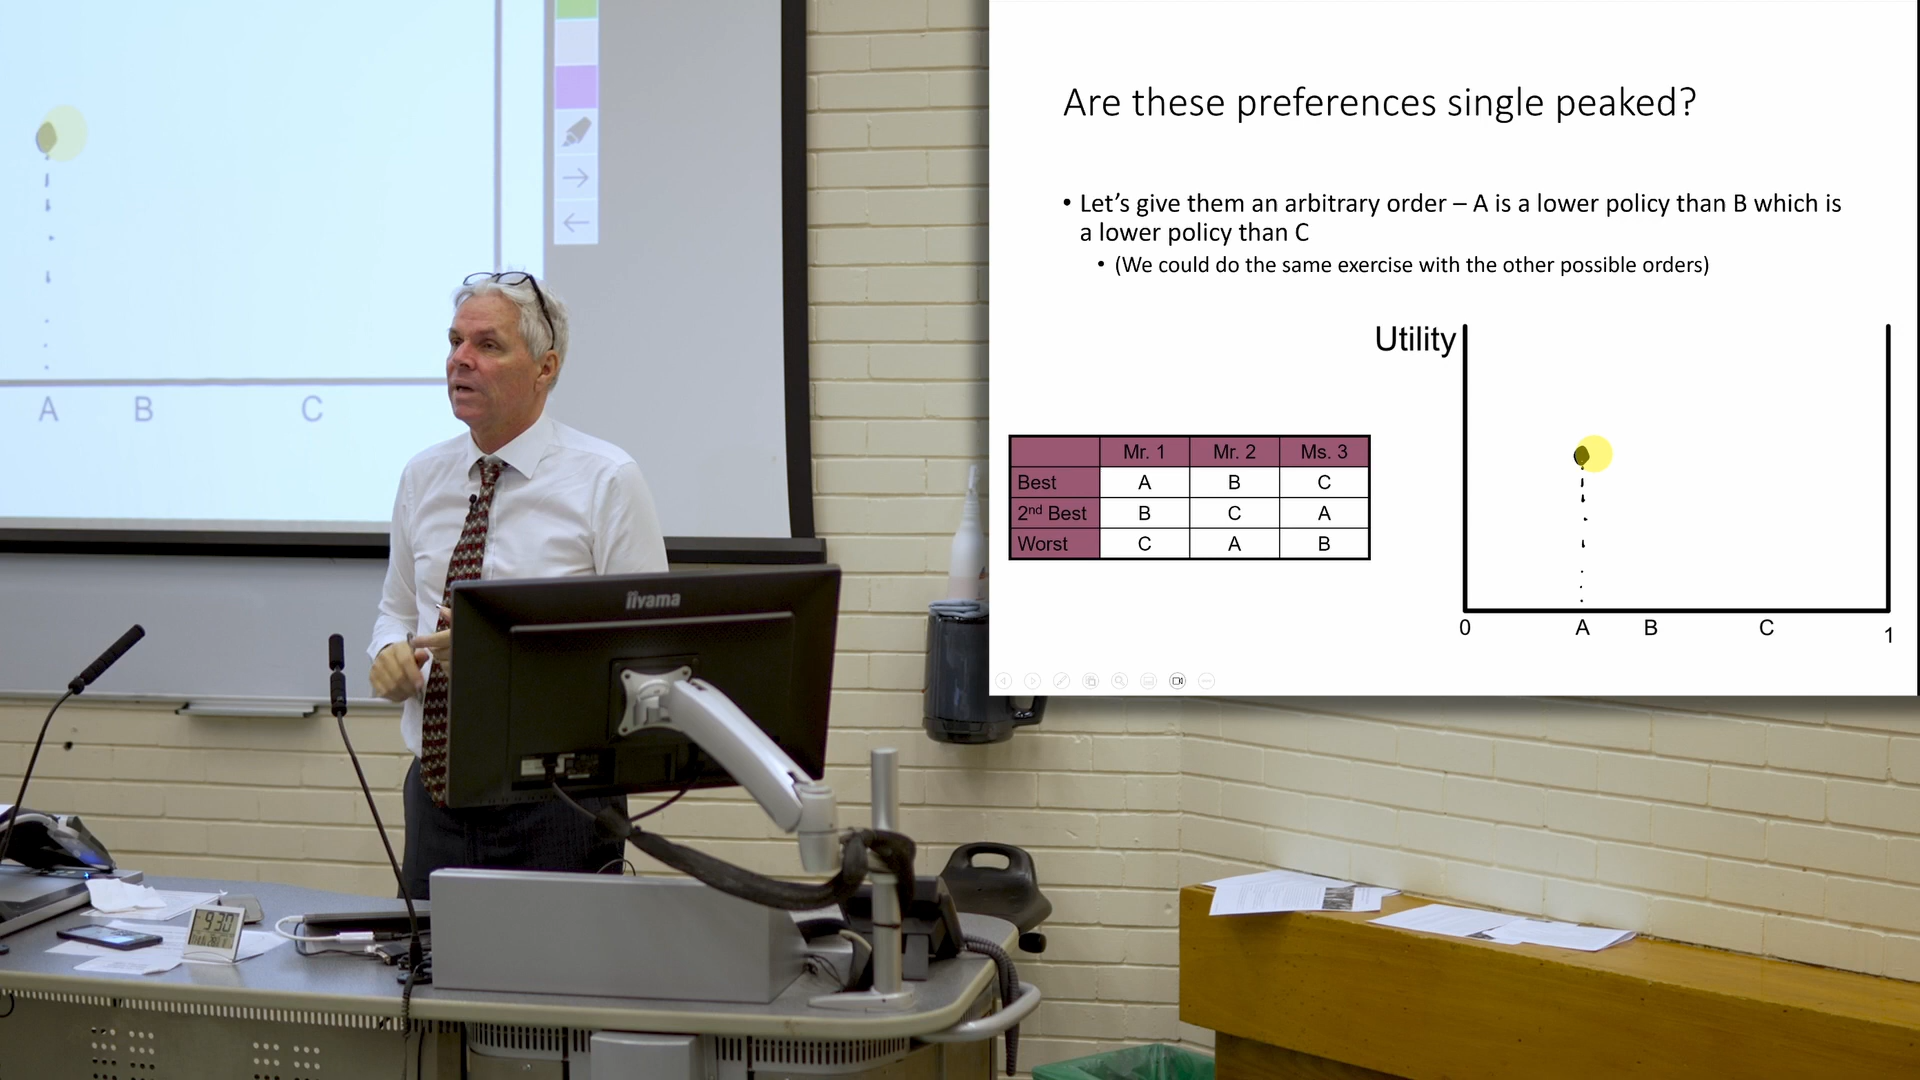 A B C
iiyama
9:30
Are these preferences single peaked?
• Let’s give them an arbitrary order – A is a lower policy than B which is
a lower policy than C
• (We could do the same exercise with the other possible orders)
Utility
Mr. 1 Mr. 2 Ms. 3
Best A B C
2nd Best B C A
Worst C A B
0 A B C 1